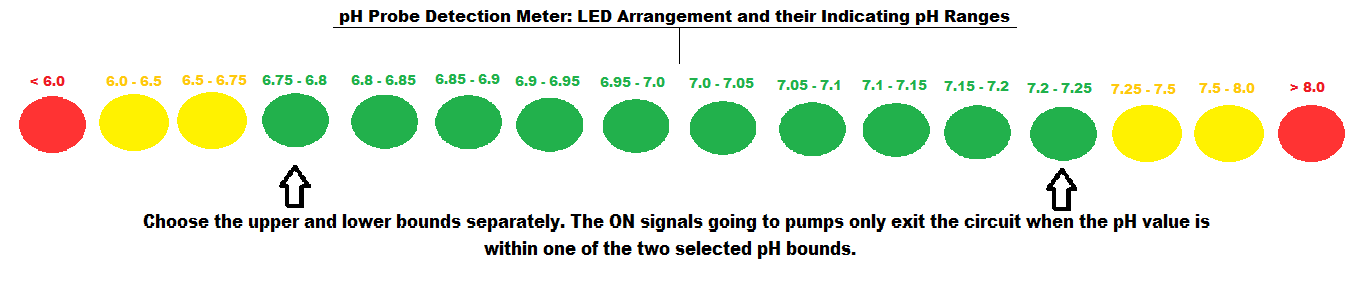 pH Probe Detection Meter: LED Arrangement and their Indicating pH Ranges
< 6.0 6.0 - 6.5 6.5 - 6.75 6.75 - 6.8 6.8 - 6.85 6.85 - 6.9 6.9 - 6.95 6.95 - 7.0 7.0 - 7.05 7.05 - 7.1 7.1 - 7.15 7.15 - 7.2 7.2 - 7.25 7.25 - 7.5 7.5 - 8.0 > 8.0
Choose the upper and lower bounds separately. The ON signals going to pumps only exit the circuit when the pH value is
within one of the two selected pH bounds.